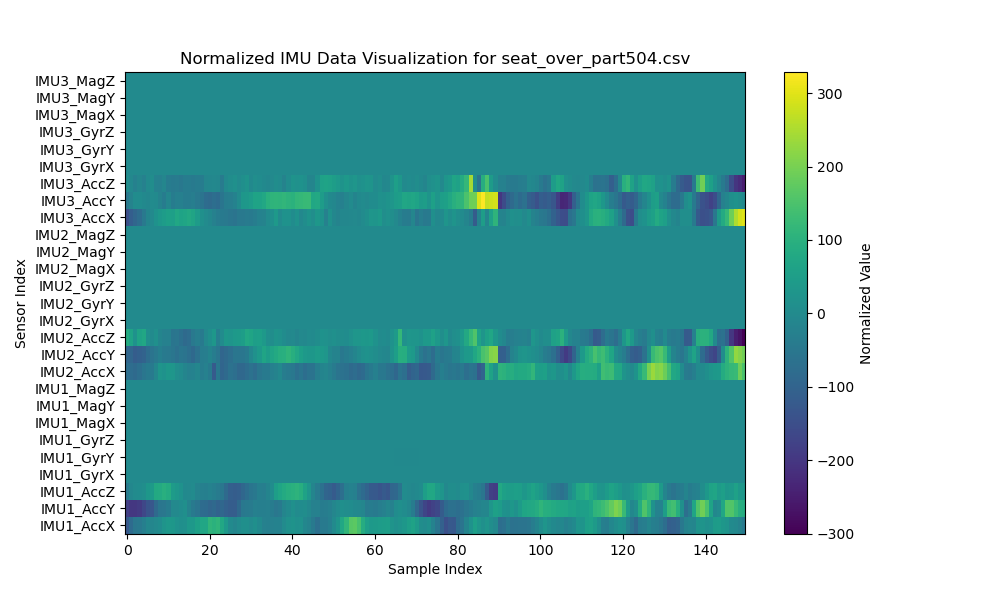 Normalized IMU Data Visualization for seat_over_part504.csv
IMU3_MagZ
IMU3_MagY
IMU3_MagX
IMU3_GyrZ
IMU3_GyrY
IMU3_GyrX
IMU3_AccZ
IMU3_AccY
IMU3_AccX
IMU2_MagZ
IMU2_MagY
IMU2_MagX
IMU2_GyrZ
IMU2_GyrY
IMU2_GyrX
IMU2_AccZ
IMU2_AccY
IMU2_AccX
IMU1_MagZ
IMU1_MagY
IMU1_MagX
IMU1_GyrZ
IMU1_GyrY
IMU1_GyrX
IMU1_AccZ
IMU1_AccY
IMU1_AccX
Sensor Index
0 20 40 60 80 100 120 140
Sample Index
300
200
100
0
−100
−200
−300
Normalized Value